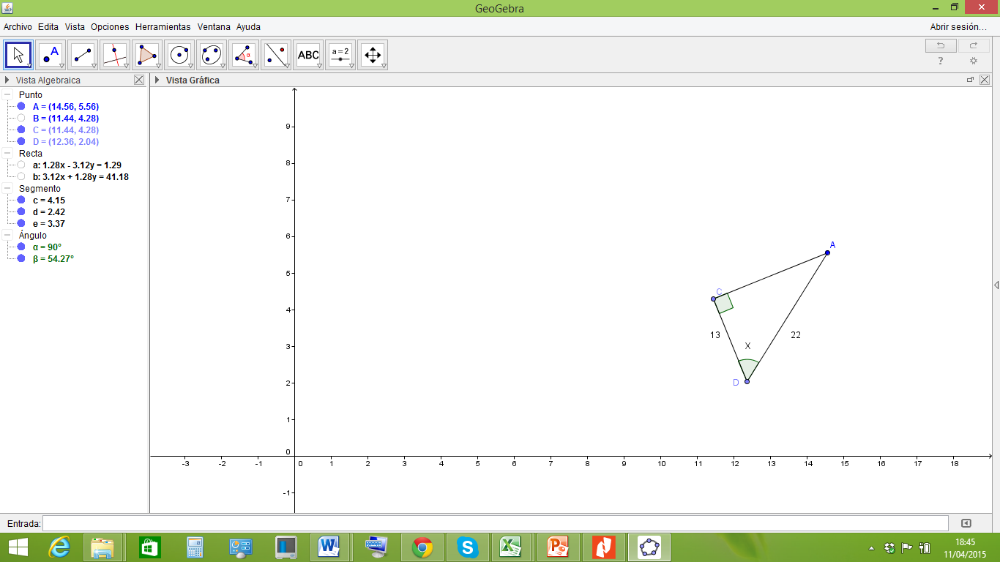 GeoGebra
Archivo Edita Vista Opciones Herramientas Ventana Ayuda Abrir sesión...
A ABC a=2
α
?
Vista Algebraica
Vista Gráfica
Punto
A = (14.56, 5.56)
B = (11.44, 4.28)
C = (11.44, 4.28)
D = (12.36, 2.04)
Recta
a: 1.28x - 3.12y = 1.29
b: 3.12x + 1.28y = 41.18
Segmento
c = 4.15
d = 2.42
e = 3.37
Ángulo
α = 90°
β = 54.27°
9
8
7
6
5
4
3
2
1
0
-1
-3 -2 -1 0 1 2 3 4 5 6 7 8 9 10 11 12 13 14 15 16 17 18
A
C
13
22
X
D
Entrada:
18:45
11/04/2015